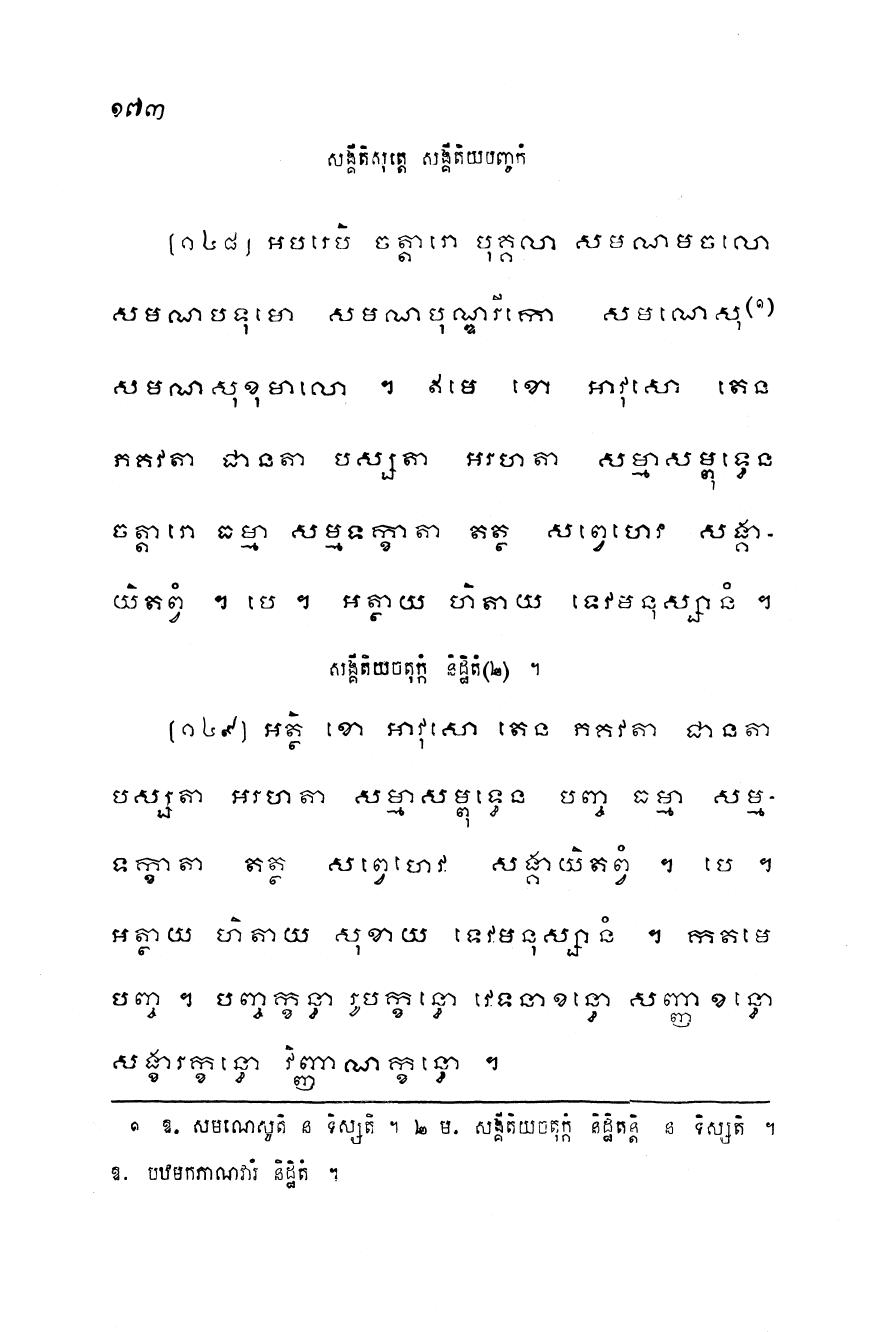 ១៧៣
សង្គីតិសុត្តេ សង្គីតិយបញ្ចកំ
[១៤៨] អបរេបិ ចត្តារោ បុគ្គលា សមណមចលោ
សមណបទុមោ សមណបុណ្ឌរីកោ សមណេសុ(១)
សមណសុខុមាលោ ។ ឥមេ ខោ អាវុសោ តេន
ភគវតា ជានតា បស្សតា អរហតា សម្មាសម្ពុទ្ធេន
ចត្តារោ ធម្មា សម្មទក្ខាតា តត្ថ សព្វេហេវ សង្គា-
យិតព្វំ ។ បេ ។ អត្ថាយ ហិតាយ ទេវមនុស្សានំ ។
សង្គីតិយចតុក្កំ និដ្ឋិតំ(២) ។
[១៤៩] អត្ថិ ខោ អាវុសោ តេន ភគវតា ជានតា
បស្សតា អរហតា សម្មាសម្ពុទ្ធេន បញ្ច ធម្មា សម្ម-
ទក្ខាតា តត្ថ សព្វេហេវ សង្គាយិតព្វំ ។ បេ ។
អត្ថាយ ហិតាយ សុខាយ ទេវមនុស្សានំ ។ កតមេ
បញ្ច ។ បញ្ចក្ខន្ធា រូបក្ខន្ធោ វេទនាខន្ធោ សញ្ញាខន្ធោ
សង្ខារក្ខន្ធោ វិញ្ញាណក្ខន្ធោ ។
១ ឱ. សមណេសូតិ ន ទិស្សតិ ។ ២ ម. សង្គីតិយចតុក្កំ និដ្ឋិតន្តិ ន ទិស្សតិ ។
ឱ. បឋមកភាណវារំ និដ្ឋិតំ ។